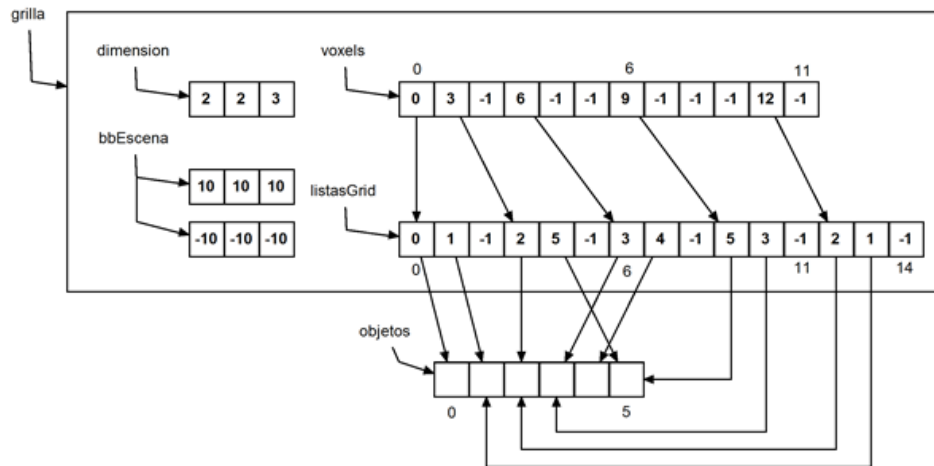 grilla
dimension voxels 0 6 11
2 2 3 0 3 -1 6 -1 -1 9 -1 -1 -1 12 -1
bbEscena
10 10 10
listasGrid
-10 -10 -10 0 1 -1 2 5 -1 3 4 -1 5 3 -1 2 1 -1
0 6 11 14
objetos
0 5